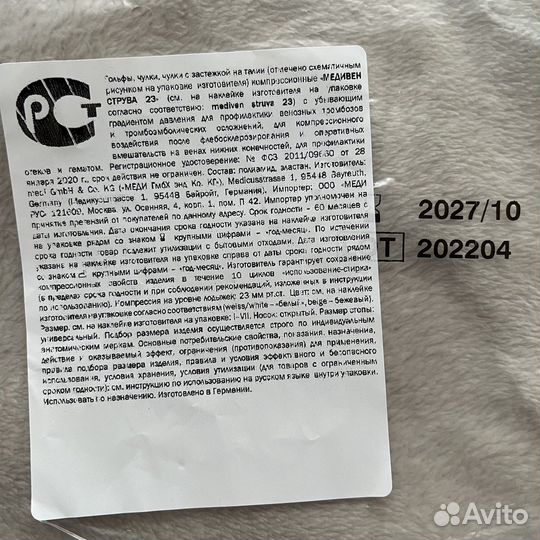 РСТ
Гольфы, чулки, чулки с застежкой на талии (отмечено схематичным
рисунком на упаковке изготовителя) компрессионные «МЕДИВЕН
СТРУВА 23» (см. на наклейке изготовителя на упаковке
согласно соответствию: mediven struva 23) с убывающим
градиентом давления для профилактики венозных тромбозов
и тромбоэмболических осложнений, для компрессионного
воздействия после флебосклерозирования и оперативных
вмешательств на венах нижних конечностей, для профилактики
отеков и гематом. Регистрационное удостоверение: № ФСЗ 2011/09680 от 28
января 2020 г., срок действия не ограничен. Состав: полиамид, эластан. Изготовитель:
medi GmbH & Co. KG («МЕДИ ГмбХ энд Ко. КГ»), Medicusstrasse 1, 95448 Bayreuth,
Germany (Медикусштрассе 1, 95448 Байройт, Германия). Импортер: ООО «МЕДИ
РУС» 121609, Москва, ул. Осенняя, 4, корп. 1, пом. П 42. Импортер уполномочен на
принятие претензий от покупателей по данному адресу. Срок годности – 60 месяцев с
даты изготовления. Дата окончания срока годности указана на наклейке изготовителя
на упаковке рядом со знаком крупными цифрами – «год-месяц». По истечении
срока годности товар подлежит утилизации с бытовыми отходами. Дата изготовления
указана на наклейке изготовителя на упаковке справа от даты срока годности рядом
со знаком крупными цифрами – «год-месяц». Изготовитель гарантирует сохранение
компрессионных свойств изделия в течение 10 циклов «использование-стирка»
(в пределах срока годности и при соблюдении рекомендаций, изложенных в инструкции
по использованию). Компрессия на уровне лодыжек: 23 мм рт.ст. Цвет: см. на наклейке
изготовителя на упаковке согласно соответствию (weiss/white – «белый», beige – бежевый).
Размер: см. на наклейке изготовителя на упаковке: I–VII. Носок: открытый. Размер стопы:
универсальный. Подбор размера изделия осуществляется строго по индивидуальным
анатомическим меркам. Основные потребительские свойства, показания, назначение,
действие и оказываемый эффект, ограничения (противопоказания) для применения,
правила подбора размера изделия, правила и условия эффективного и безопасного
использования, условия хранения, условия утилизации (для товаров с ограниченным
сроком годности): см. инструкцию по использованию на русском языке внутри упаковки.
Использовать по назначению. Изготовлено в Германии.
2027/10
T 202204
Avito